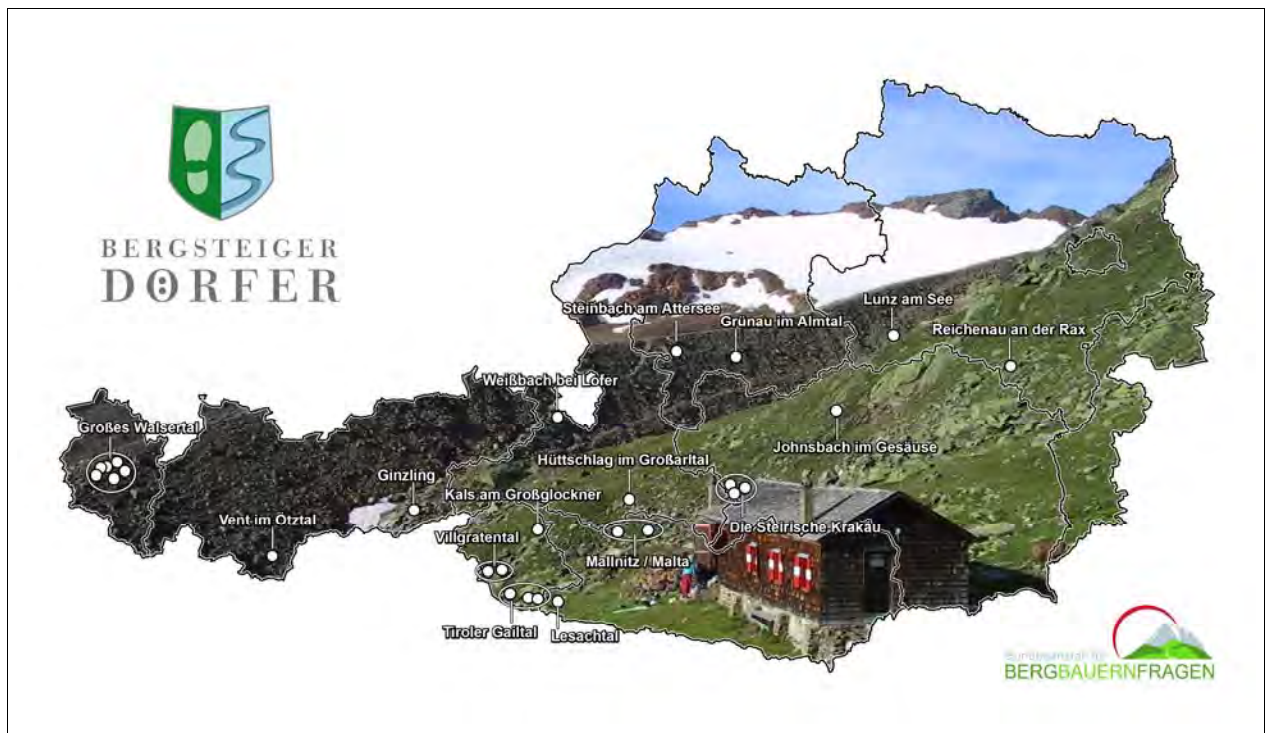 BERGSTEIGER
DÖRFER
Steinbach am Attersee
Grünau im Almtal
Lunz am See
Reichenau an der Rax
Weißbach bei Lofer
Großes Walsertal
Johnsbach im Gesäuse
Hüttschlag im Großarltal
Ginzling
Kals am Großglockner
Vent im Ötztal
Villgratental
Die Steirische Krakau
Mallnitz / Malta
Tiroler Gailtal
Lesachtal
Bundesanstalt für
BERGBAUERNFRAGEN